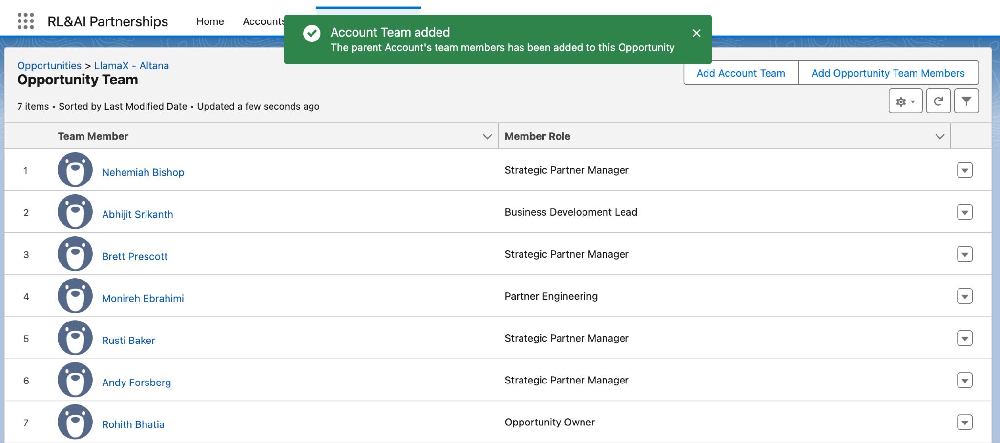 RL&AI Partnerships
Home
Accounts
Account Team added
The parent Account's team members has been added to this Opportunity
Opportunities > LlamaX - Altana
Opportunity Team
Add Account Team
Add Opportunity Team Members
7 items • Sorted by Last Modified Date • Updated a few seconds ago
Team Member
Member Role
1
Nehemiah Bishop
Strategic Partner Manager
2
Abhijit Srikanth
Business Development Lead
3
Brett Prescott
Strategic Partner Manager
4
Monireh Ebrahimi
Partner Engineering
5
Rusti Baker
Strategic Partner Manager
6
Andy Forsberg
Strategic Partner Manager
7
Rohith Bhatia
Opportunity Owner